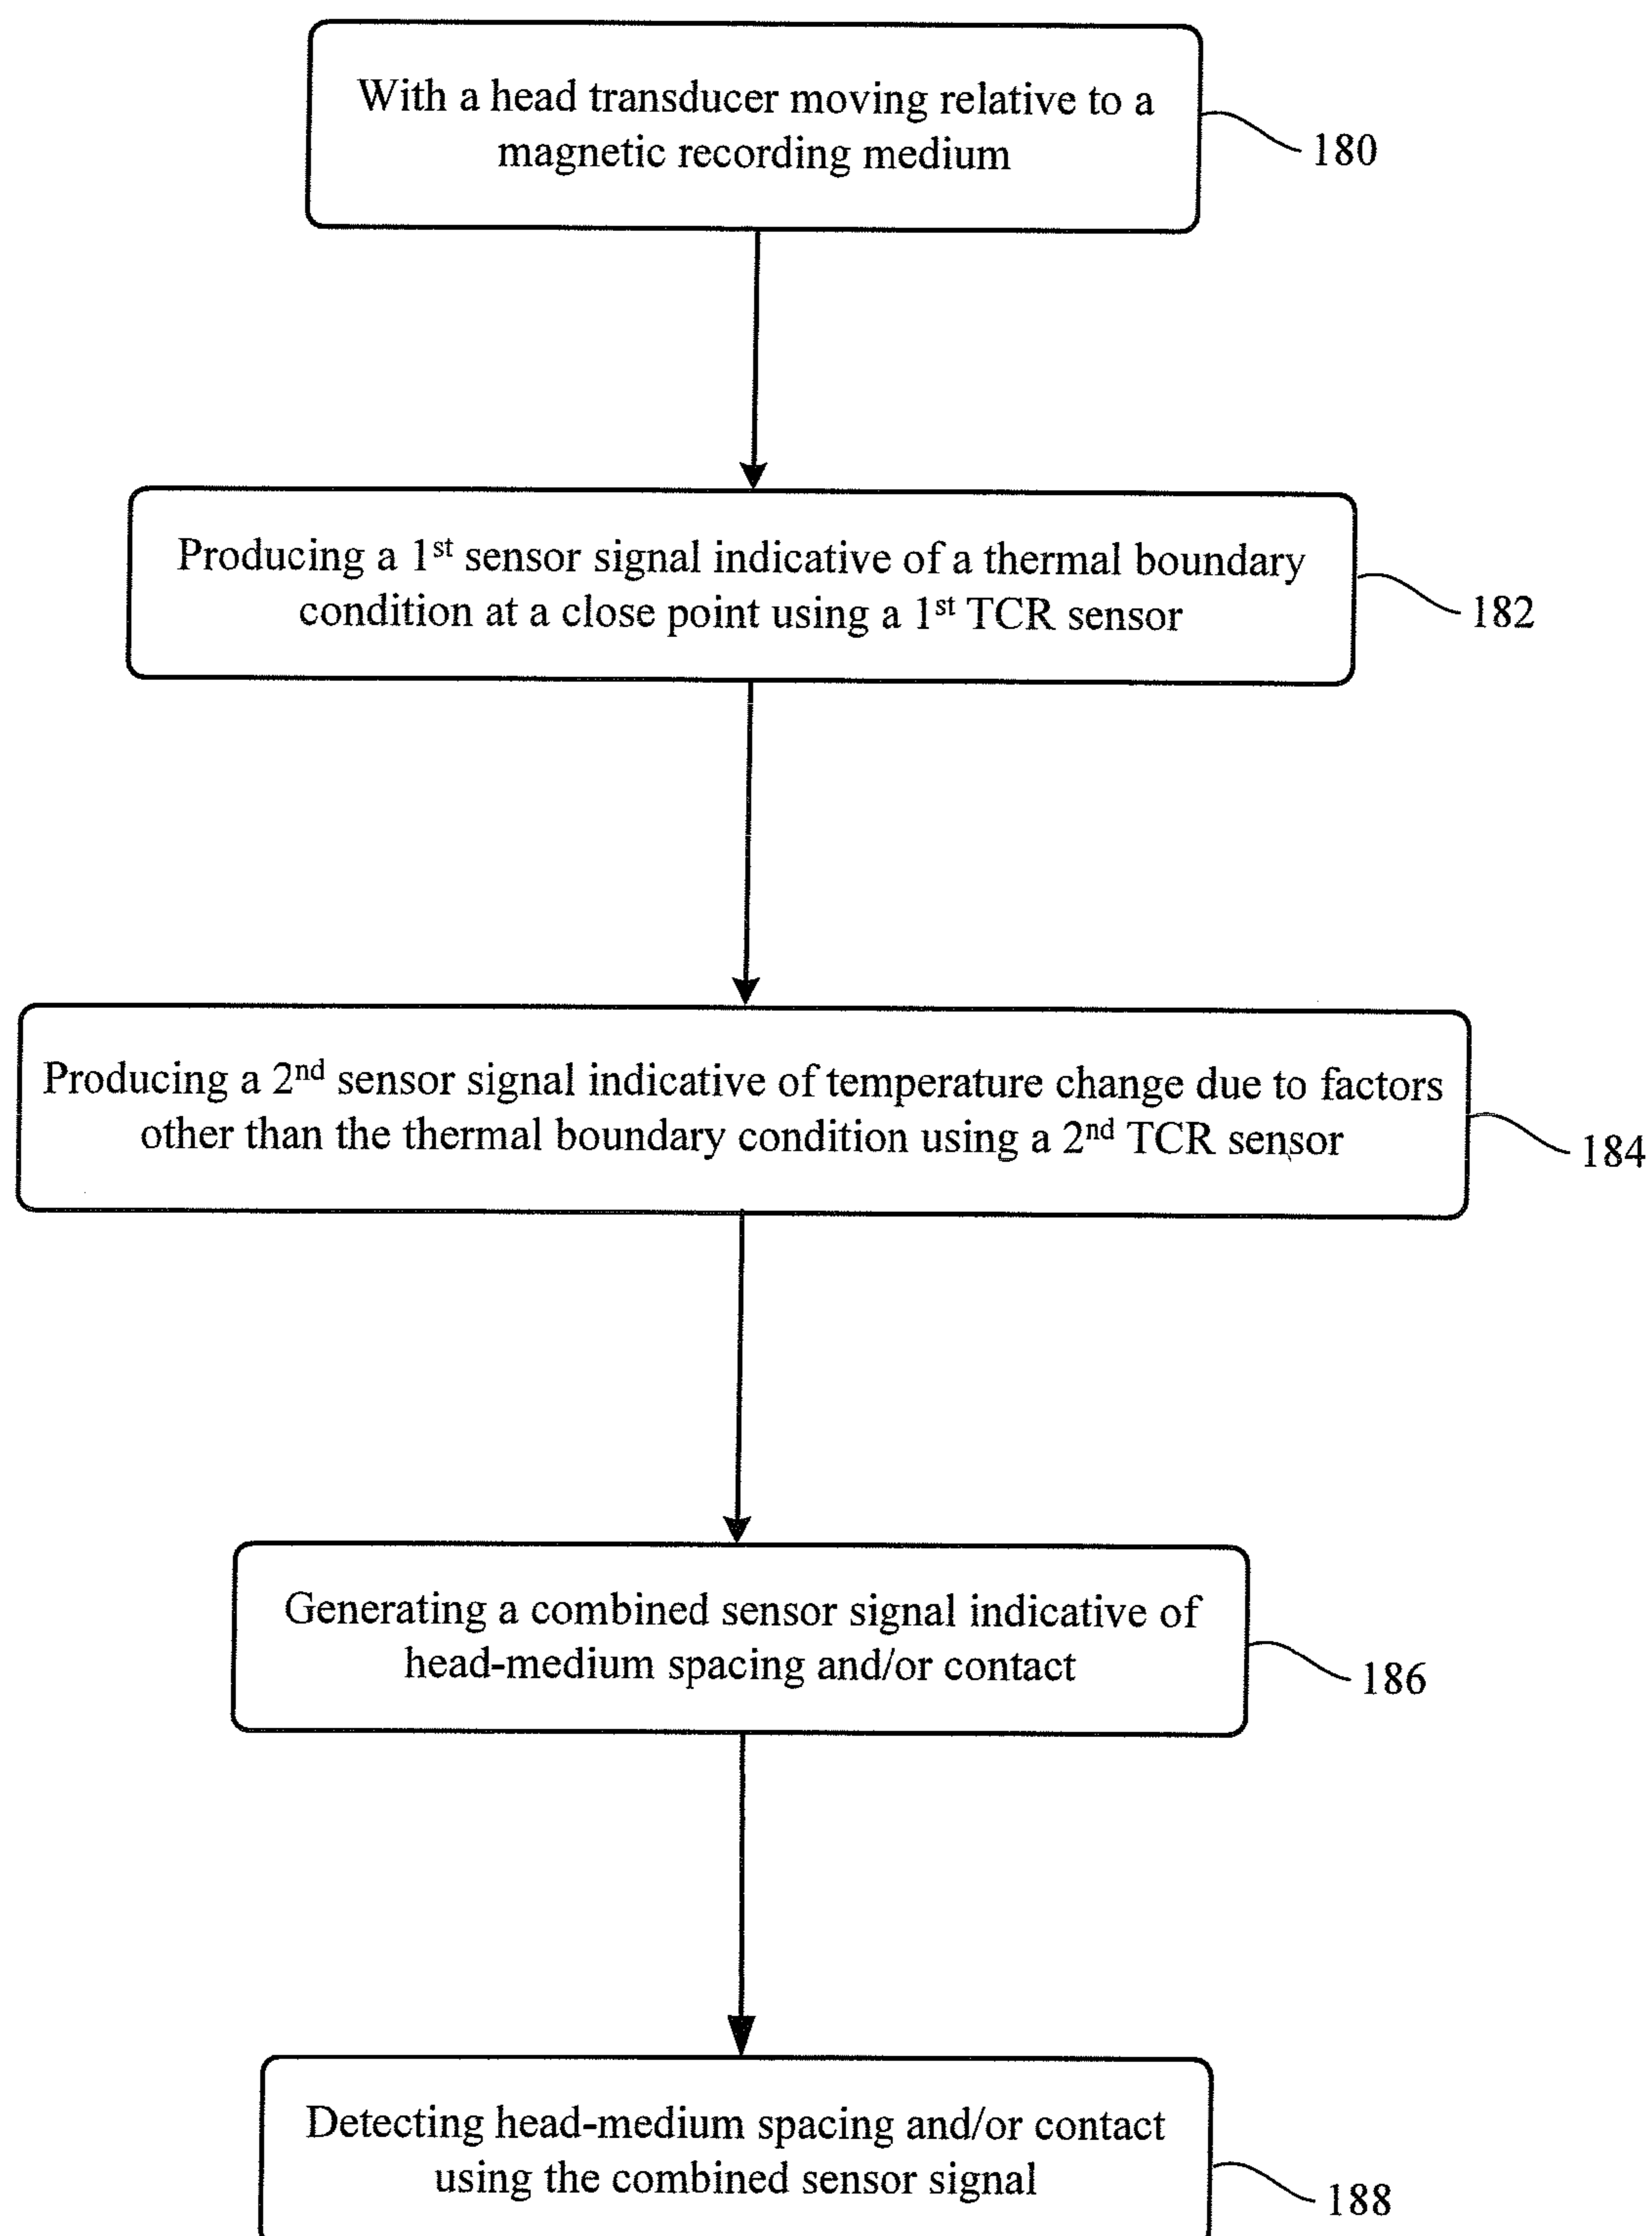 With a head transducer moving relative to a
magnetic recording medium
180
Producing a 1st sensor signal indicative of a thermal boundary
condition at a close point using a 1st TCR sensor
182
Producing a 2nd sensor signal indicative of temperature change due to factors
other than the thermal boundary condition using a 2nd TCR sensor
184
Generating a combined sensor signal indicative of
head-medium spacing and/or contact
186
Detecting head-medium spacing and/or contact
using the combined sensor signal
188